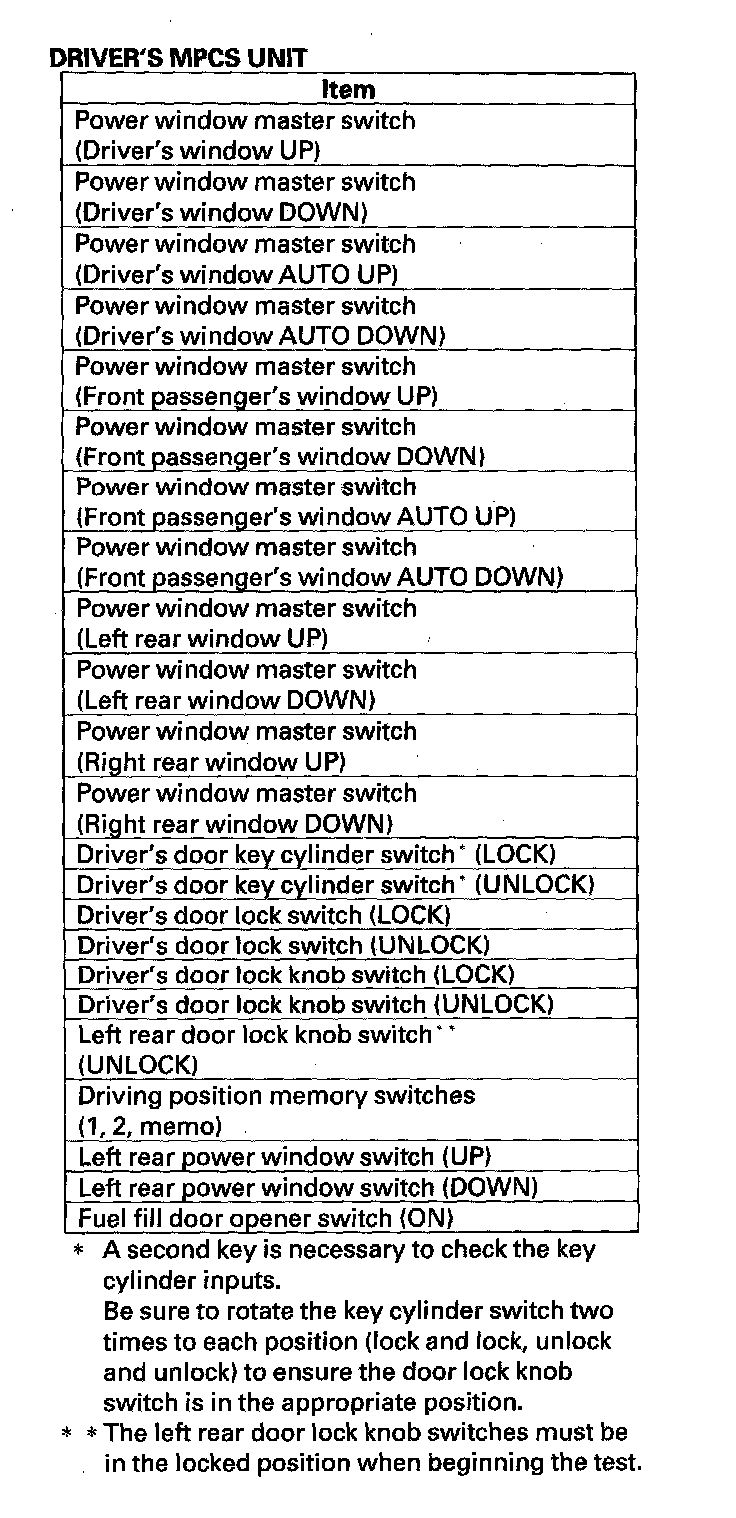 DRIVER'S MPCS UNIT
Item
Power window master switch
(Driver's window UP)
Power window master switch
(Driver's window DOWN)
Power window master switch
(Driver's window AUTO UP)
Power window master switch
(Driver's window AUTO DOWN)
Power window master switch
(Front passenger's window UP)
Power window master switch
(Front passenger's window DOWN)
Power window master switch
(Front passenger's window AUTO UP)
Power window master switch
(Front passenger's window AUTO DOWN)
Power window master switch
(Left rear window UP)
Power window master switch
(Left rear window DOWN)
Power window master switch
(Right rear window UP)
Power window master switch
(Right rear window DOWN)
Driver's door key cylinder switch* (LOCK)
Driver's door key cylinder switch* (UNLOCK)
Driver's door lock switch (LOCK)
Driver's door lock switch (UNLOCK)
Driver's door lock knob switch (LOCK)
Driver's door lock knob switch (UNLOCK)
Left rear door lock knob switch**
(UNLOCK)
Driving position memory switches
(1, 2, memo)
Left rear power window switch (UP)
Left rear power window switch (DOWN)
Fuel fill door opener switch (ON)
* A second key is necessary to check the key
cylinder inputs.
Be sure to rotate the key cylinder switch two
times to each position (lock and lock, unlock
and unlock) to ensure the door lock knob
switch is in the appropriate position.
* * The left rear door lock knob switches must be
in the locked position when beginning the test.